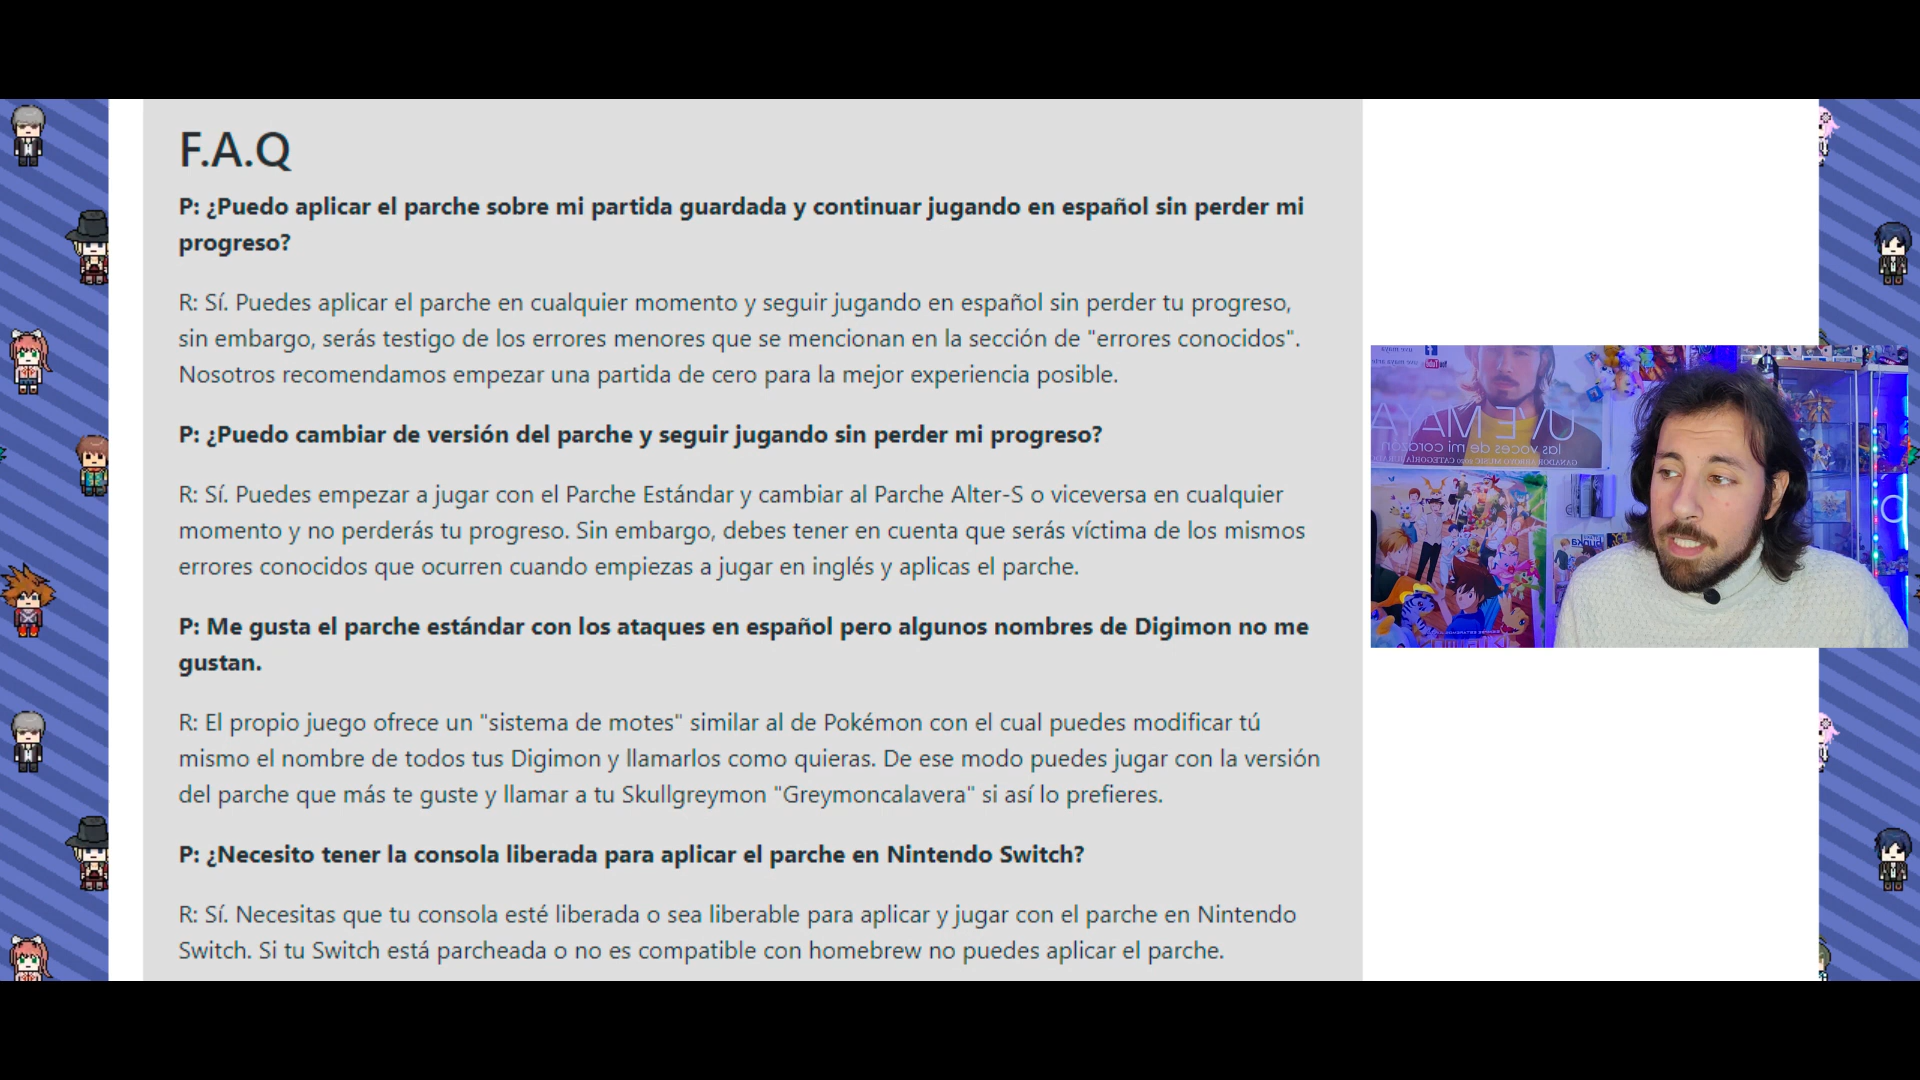 F.A.Q
P: ¿Puedo aplicar el parche sobre mi partida guardada y continuar jugando en español sin perder mi
progreso?
R: Sí. Puedes aplicar el parche en cualquier momento y seguir jugando en español sin perder tu progreso,
sin embargo, serás testigo de los errores menores que se mencionan en la sección de "errores conocidos".
Nosotros recomendamos empezar una partida de cero para la mejor experiencia posible.
P: ¿Puedo cambiar de versión del parche y seguir jugando sin perder mi progreso?
R: Sí. Puedes empezar a jugar con el Parche Estándar y cambiar al Parche Alter-S o viceversa en cualquier
momento y no perderás tu progreso. Sin embargo, debes tener en cuenta que serás víctima de los mismos
errores conocidos que ocurren cuando empiezas a jugar en inglés y aplicas el parche.
P: Me gusta el parche estándar con los ataques en español pero algunos nombres de Digimon no me
gustan.
R: El propio juego ofrece un "sistema de motes" similar al de Pokémon con el cual puedes modificar tú
mismo el nombre de todos tus Digimon y llamarlos como quieras. De ese modo puedes jugar con la versión
del parche que más te guste y llamar a tu Skullgreymon "Greymoncalavera" si así lo prefieres.
P: ¿Necesito tener la consola liberada para aplicar el parche en Nintendo Switch?
R: Sí. Necesitas que tu consola esté liberada o sea liberable para aplicar y jugar con el parche en Nintendo
Switch. Si tu Switch está parcheada o no es compatible con homebrew no puedes aplicar el parche.
UVE MAYA
las voces de mi corazón